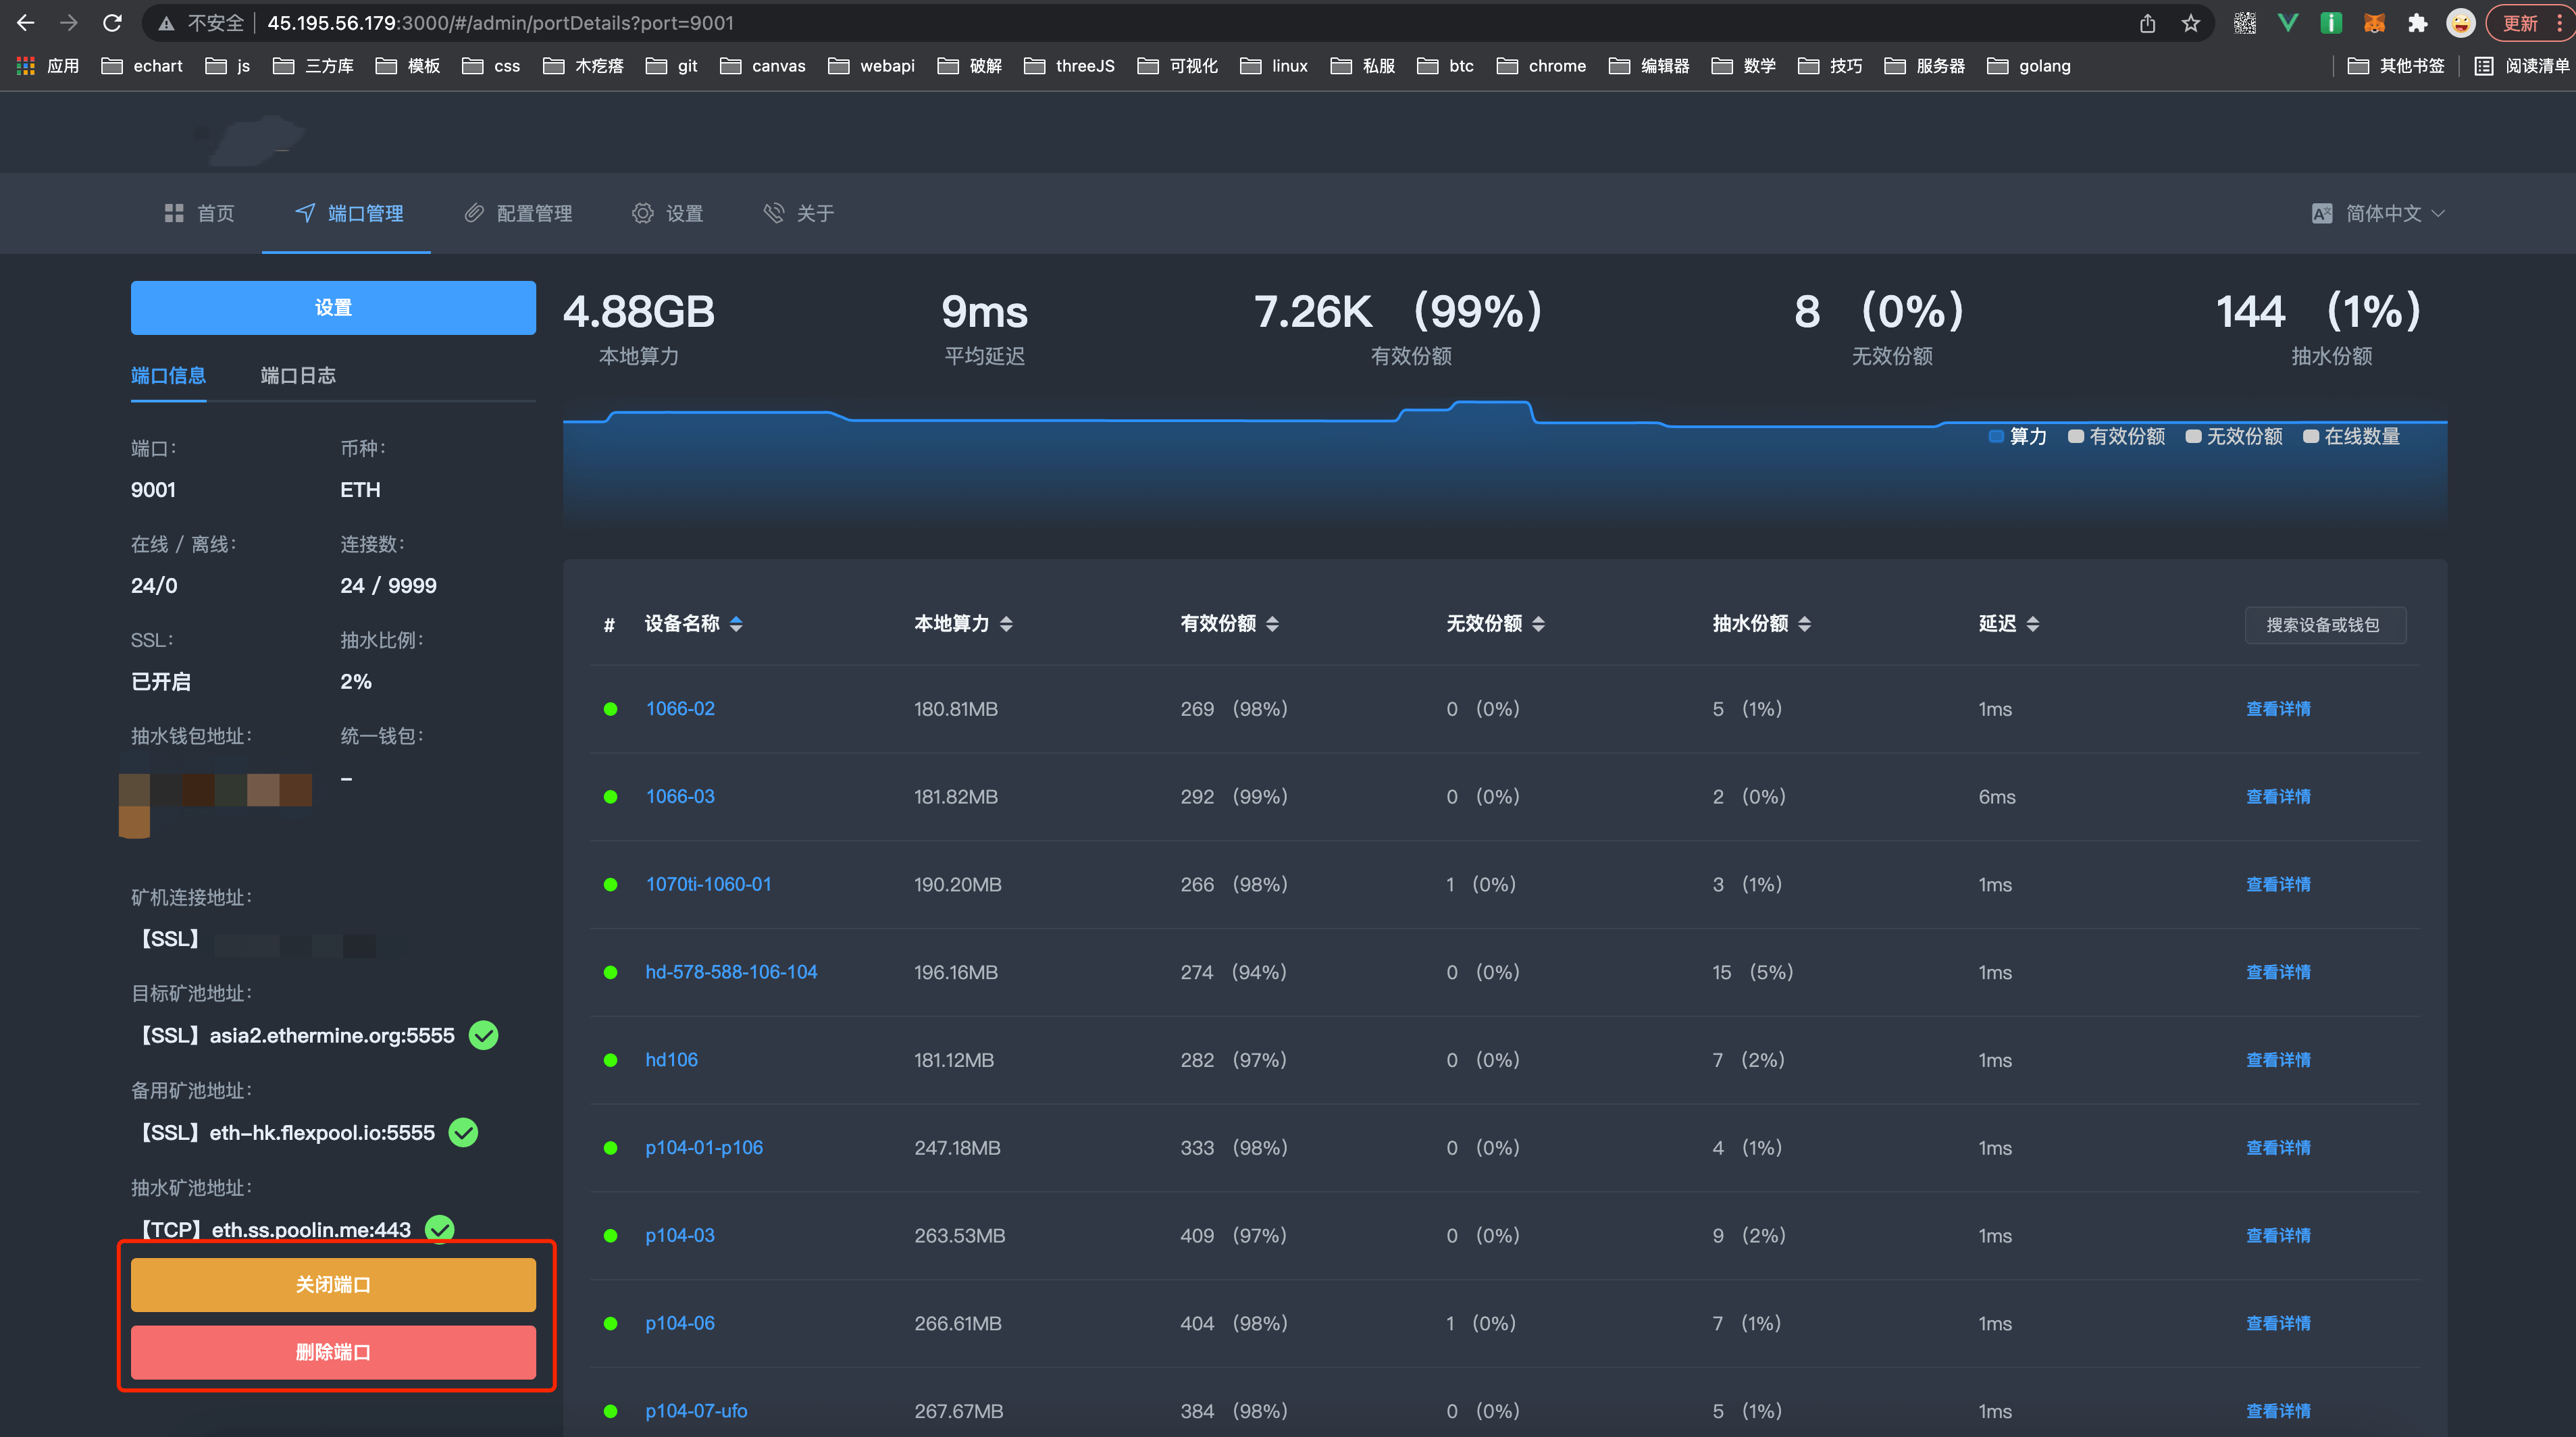 不安全 45.195.56.179:3000/#/admin/portDetails?port=9001 更新
应用 echart js 三方库 模板 css 木疙瘩 git canvas webapi 破解 threeJS 可视化 linux 私服 btc chrome 编辑器 数学 技巧 服务器 golang 其他书签 阅读清单
首页 端口管理 配置管理 设置 关于 简体中文
设置
4.88GB 9ms 7.26K (99%) 8 (0%) 144 (1%)
本地算力 平均延迟 有效份额 无效份额 抽水份额
端口信息 端口日志
算力 有效份额 无效份额 在线数量
端口: 币种:
9001 ETH
在线 / 离线: 连接数:
24/0 24 / 9999
SSL: 抽水比例:
已开启 2%
抽水钱包地址: 统一钱包:
–
矿机连接地址:
【SSL】
目标矿池地址:
【SSL】asia2.ethermine.org:5555
备用矿池地址:
【SSL】eth-hk.flexpool.io:5555
抽水矿池地址:
【TCP】eth.ss.poolin.me:443
关闭端口
删除端口
# 设备名称 本地算力 有效份额 无效份额 抽水份额 延迟 搜索设备或钱包
1066-02 180.81MB 269 (98%) 0 (0%) 5 (1%) 1ms 查看详情
1066-03 181.82MB 292 (99%) 0 (0%) 2 (0%) 6ms 查看详情
1070ti-1060-01 190.20MB 266 (98%) 1 (0%) 3 (1%) 1ms 查看详情
hd-578-588-106-104 196.16MB 274 (94%) 0 (0%) 15 (5%) 1ms 查看详情
hd106 181.12MB 282 (97%) 0 (0%) 7 (2%) 1ms 查看详情
p104-01-p106 247.18MB 333 (98%) 0 (0%) 4 (1%) 1ms 查看详情
p104-03 263.53MB 409 (97%) 0 (0%) 9 (2%) 1ms 查看详情
p104-06 266.61MB 404 (98%) 1 (0%) 7 (1%) 1ms 查看详情
p104-07-ufo 267.67MB 384 (98%) 0 (0%) 5 (1%) 1ms 查看详情